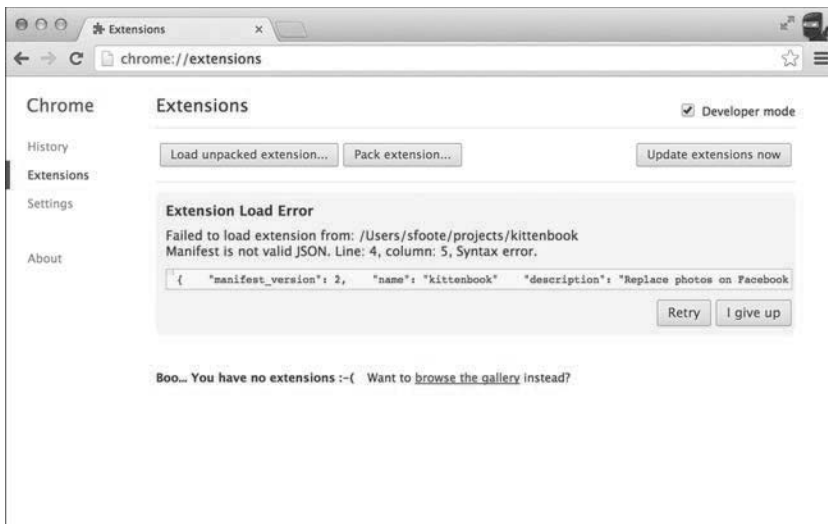 Extensions
chrome://extensions
Chrome
Extensions
Developer mode
History
Extensions
Settings
About
Load unpacked extension...
Pack extension...
Update extensions now
Extension Load Error
Failed to load extension from: /Users/sfoote/projects/kittenbook
Manifest is not valid JSON. Line: 4, column: 5, Syntax error.
{ "manifest_version": 2, "name": "kittenbook" "description": "Replace photos on Facebook
Retry
I give up
Boo... You have no extensions :-( Want to browse the gallery instead?